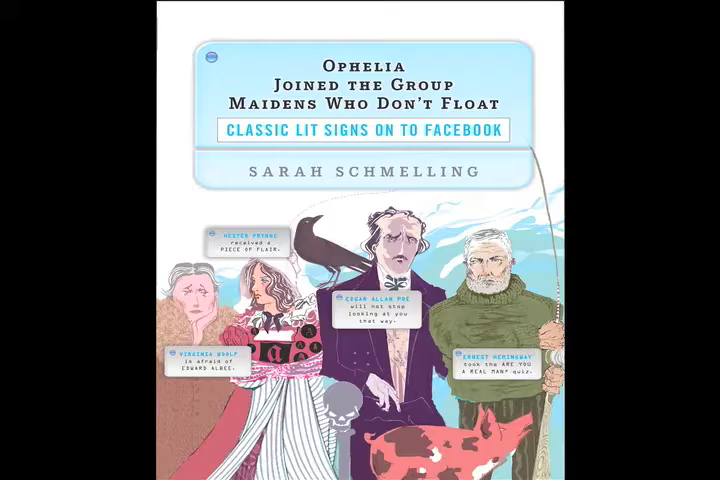 OPHELIA
JOINED THE GROUP
MAIDENS WHO DON'T FLOAT
CLASSIC LIT SIGNS ON TO FACEBOOK
SARAH SCHMELLING
HESTER PRYNNE
received a
PIECE OF FLAIR.
EDGAR ALLAN POE
will not stop
looking at you
that way.
VIRGINIA WOOLF
is afraid of
EDWARD ALBEE.
ERNEST HEMINGWAY
took the ARE YOU
A REAL MAN? quiz.
a
A
A